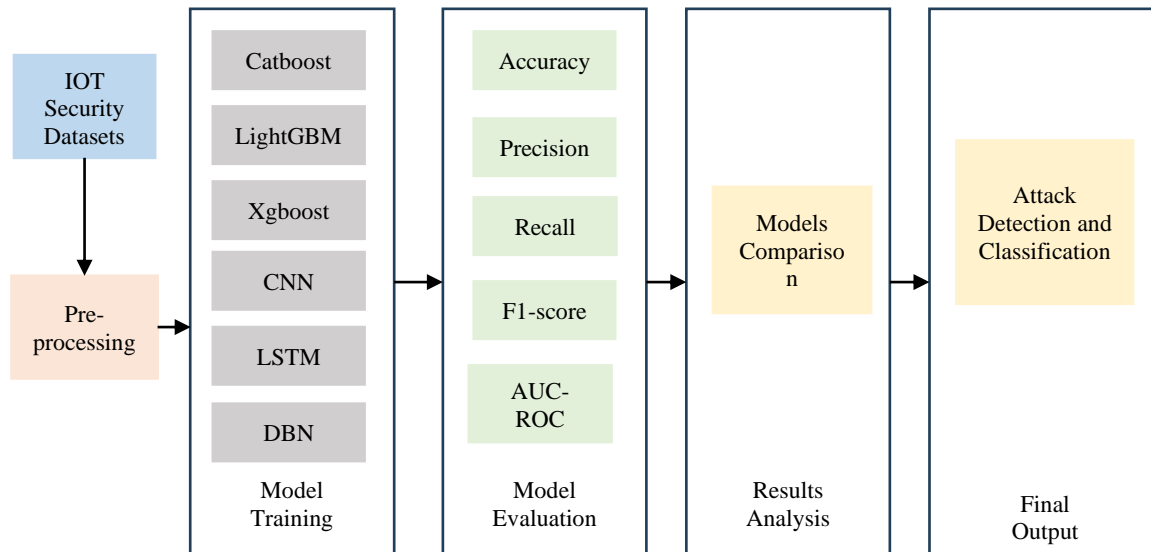 IOT
Security
Datasets
Pre-
processing
Catboost
LightGBM
Xgboost
CNN
LSTM
DBN
Model
Training
Accuracy
Precision
Recall
F1-score
AUC-
ROC
Model
Evaluation
Models
Compariso
n
Results
Analysis
Attack
Detection and
Classification
Final
Output